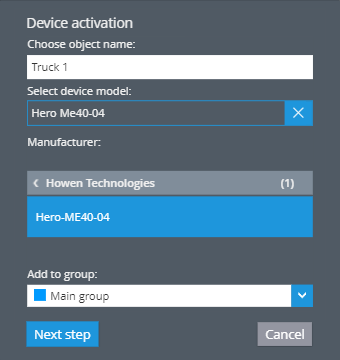 Device activation
Choose object name:
Truck 1
Select device model:
Hero Me40-04
Manufacturer:
Howen Technologies (1)
Hero-ME40-04
Add to group:
Main group
Next step Cancel